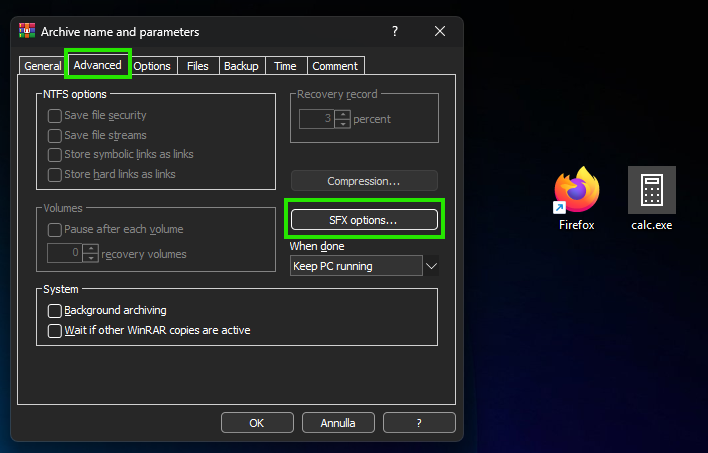 Archive name and parameters
?
General Advanced Options Files Backup Time Comment
NTFS options
Save file security
Save file streams
Store symbolic links as links
Store hard links as links
Recovery record
3 percent
Compression...
Volumes
Pause after each volume
0 recovery volumes
SFX options...
When done
Keep PC running
System
Background archiving
Wait if other WinRAR copies are active
OK Annulla ?
Firefox calc.exe